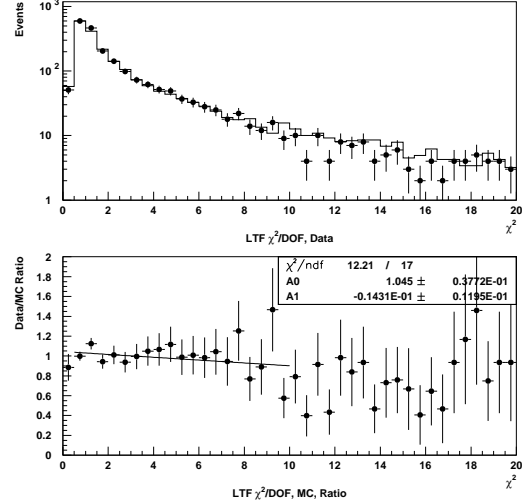 Events
10³
10²
10
1
0 2 4 6 8 10 12 14 16 18 20
χ²
LTF χ²/DOF, Data
Data/MC Ratio
2
1.8
1.6
1.4
1.2
1
0.8
0.6
0.4
0.2
0
χ²/ndf 12.21 / 17
A0 1.045 ± 0.3772E-01
A1 -0.1431E-01 ± 0.1195E-01
0 2 4 6 8 10 12 14 16 18 20
χ²
LTF χ²/DOF, MC, Ratio